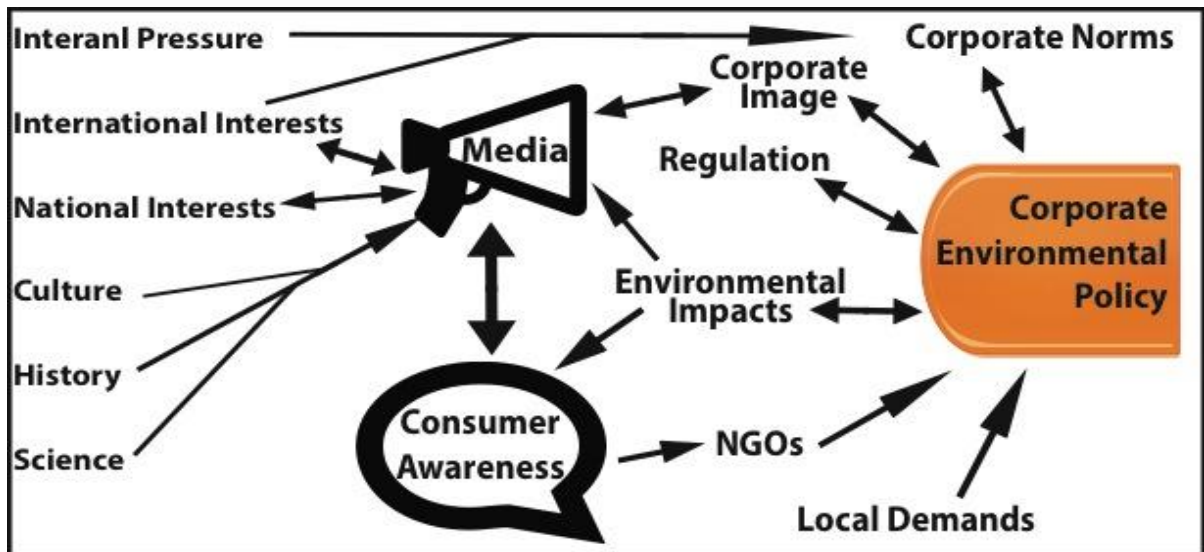 Interanl Pressure
Corporate Norms
Corporate
Image
International Interests
Media
Regulation
National Interests
Corporate
Environmental
Policy
Culture
Environmental
Impacts
History
Consumer
Awareness
NGOs
Science
Local Demands